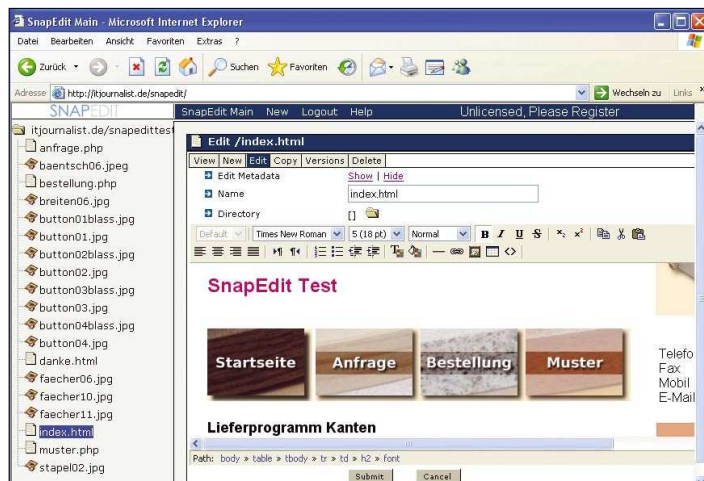 SnapEdit Main - Microsoft Internet Explorer
Datei Bearbeiten Ansicht Favoriten Extras ?
Zurück Suchen Favoriten
Adresse http://itjournalist.de/snapedit/ Wechseln zu Links
SNAPEDIT SnapEdit Main New Logout Help Unlicensed, Please Register
itjournalist.de/snapedittest
anfrage.php
baentsch06.jpeg
bestellung.php
breiten06.jpg
button01blass.jpg
button01.jpg
button02blass.jpg
button02.jpg
button03blass.jpg
button03.jpg
button04blass.jpg
button04.jpg
danke.html
faecher06.jpg
faecher10.jpg
faecher11.jpg
index.html
muster.php
stapel02.jpg
Edit /index.html
View New Edit Copy Versions Delete
Edit Metadata Show | Hide
Name index.html
Directory []
Default Times New Roman 5 (18 pt) Normal B I U S x₂ x²
SnapEdit Test
Startseite Anfrage Bestellung Muster
Telefo
Fax
Mobil
E-Mail
Lieferprogramm Kanten
Path: body » table » tbody » tr » td » h2 » font
Submit Cancel